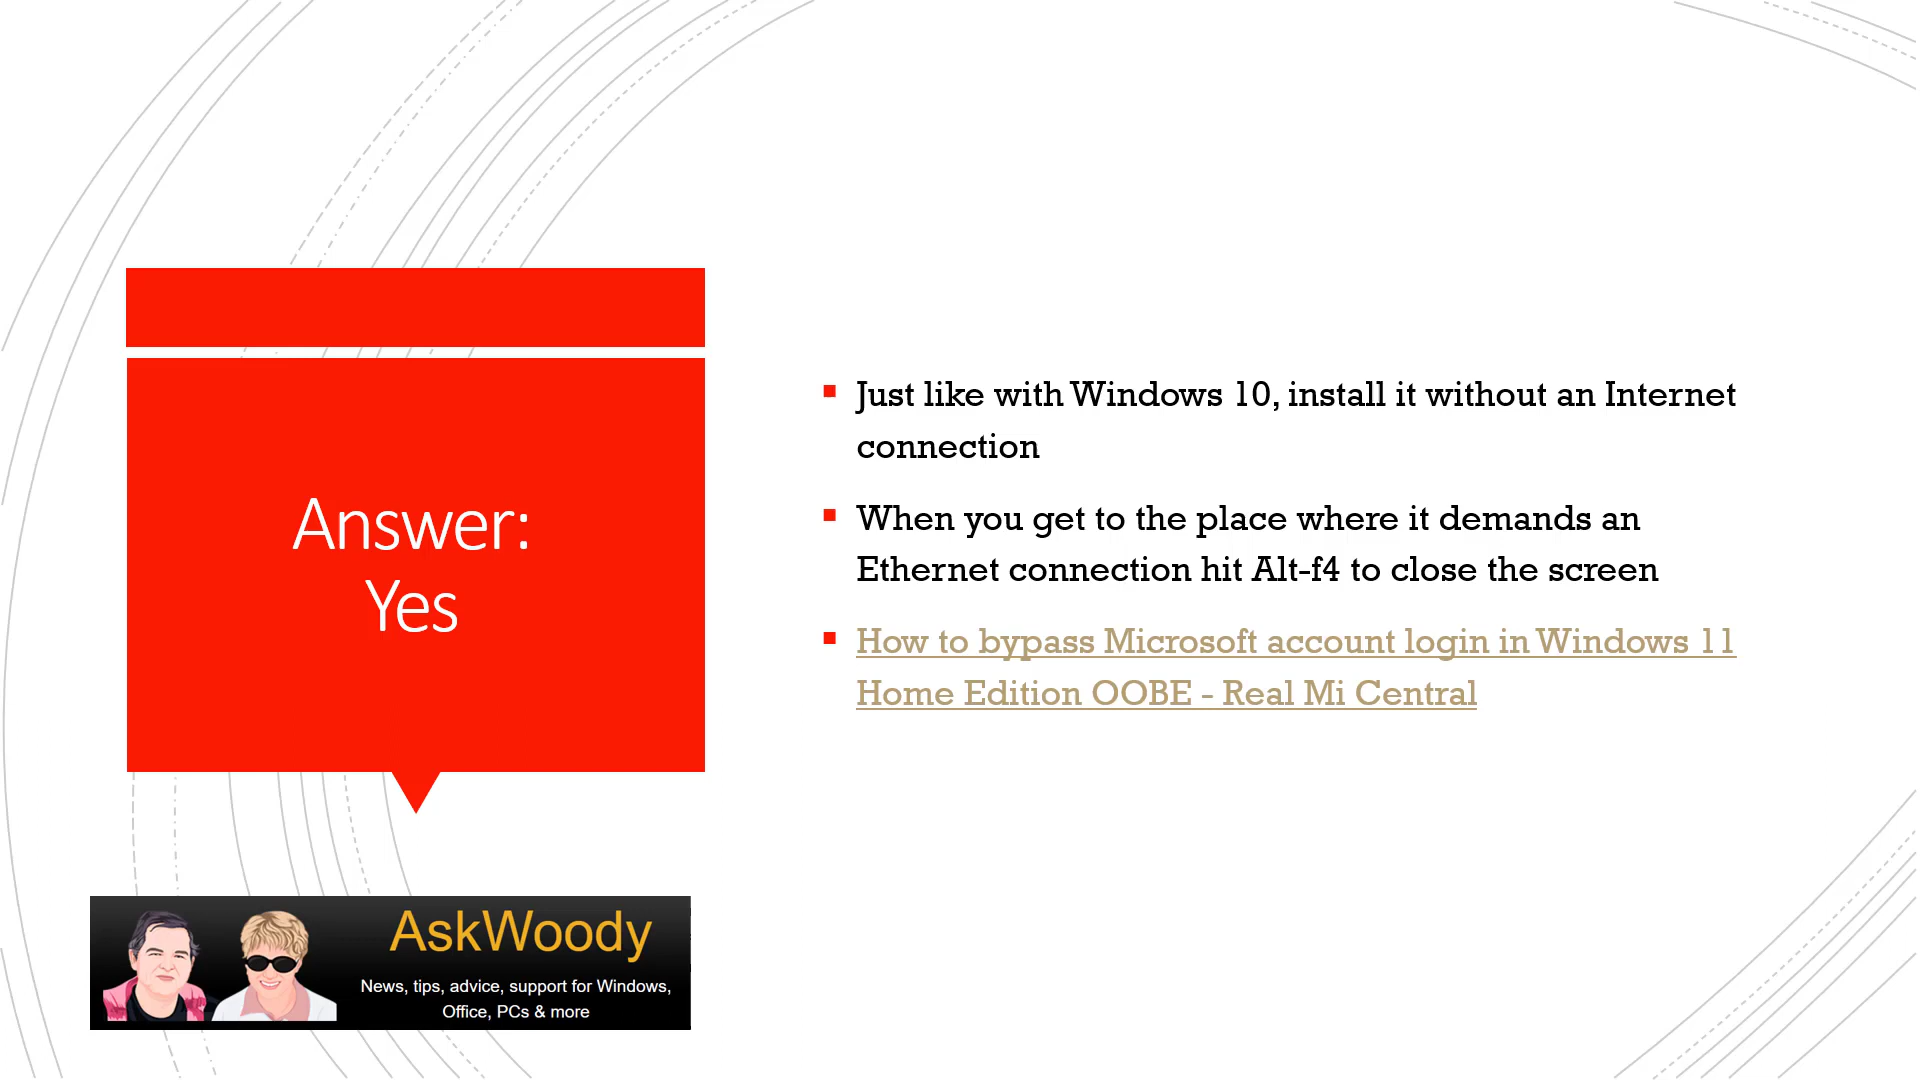 Answer:
Yes
Just like with Windows 10, install it without an Internet
connection
When you get to the place where it demands an
Ethernet connection hit Alt-f4 to close the screen
How to bypass Microsoft account login in Windows 11
Home Edition OOBE - Real Mi Central
AskWoody
News, tips, advice, support for Windows,
Office, PCs & more